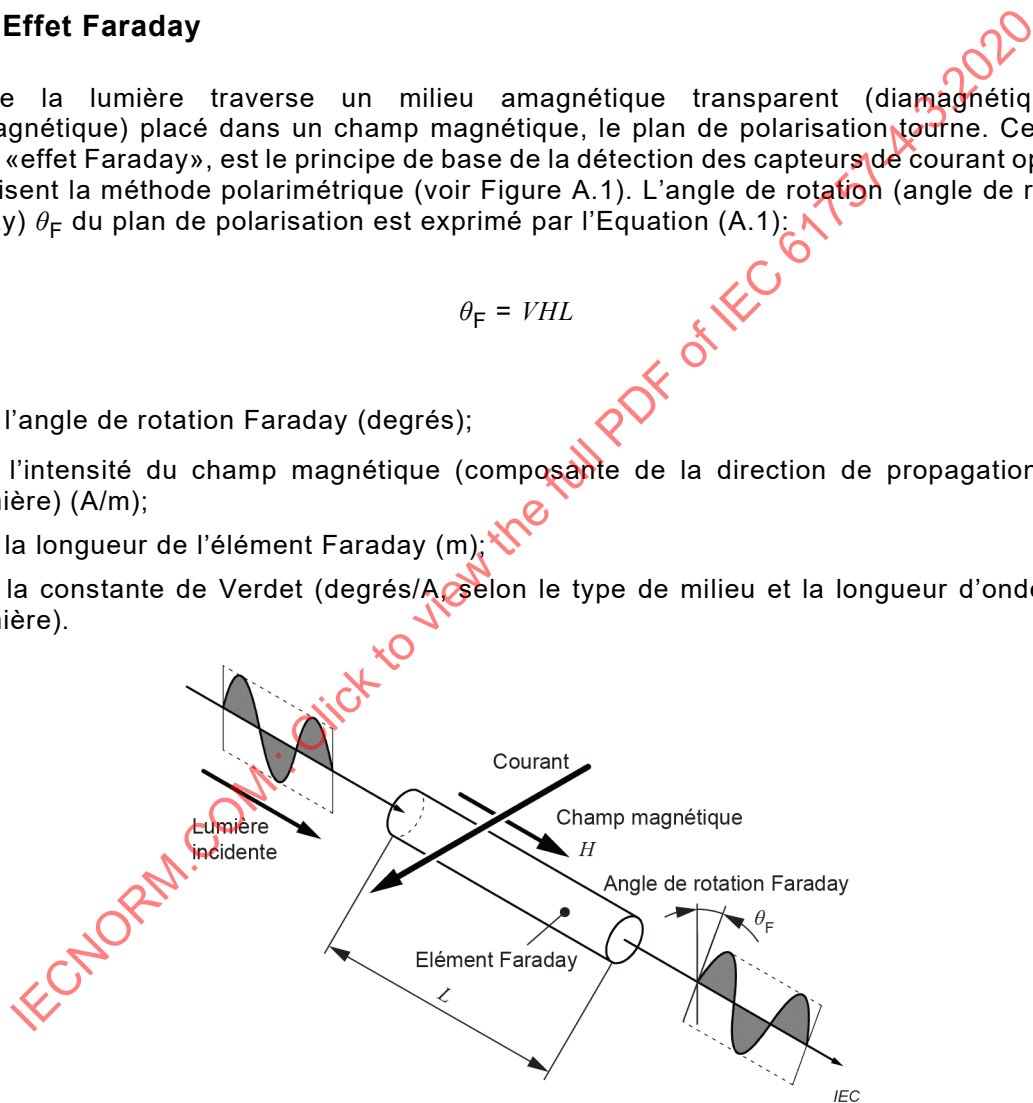 Effet Faraday
e la lumière traverse un milieu amagnétique transparent (diamagnétiq
agnétique) placé dans un champ magnétique, le plan de polarisation tourne. Ce
«effet Faraday», est le principe de base de la détection des capteurs de courant op
isent la méthode polarimétrique (voir Figure A.1). L'angle de rotation (angle de r
y) θF du plan de polarisation est exprimé par l'Equation (A.1):
θF = VHL
l'angle de rotation Faraday (degrés);
l'intensité du champ magnétique (composante de la direction de propagation
ière) (A/m);
la longueur de l'élément Faraday (m);
la constante de Verdet (degrés/A, selon le type de milieu et la longueur d'onde
ière).
Courant
Lumière
incidente
Champ magnétique
H
Angle de rotation Faraday
θF
Elément Faraday
L
IEC
IECNORM.COM : Click to view the full PDF of IEC 61757-4-3:2020